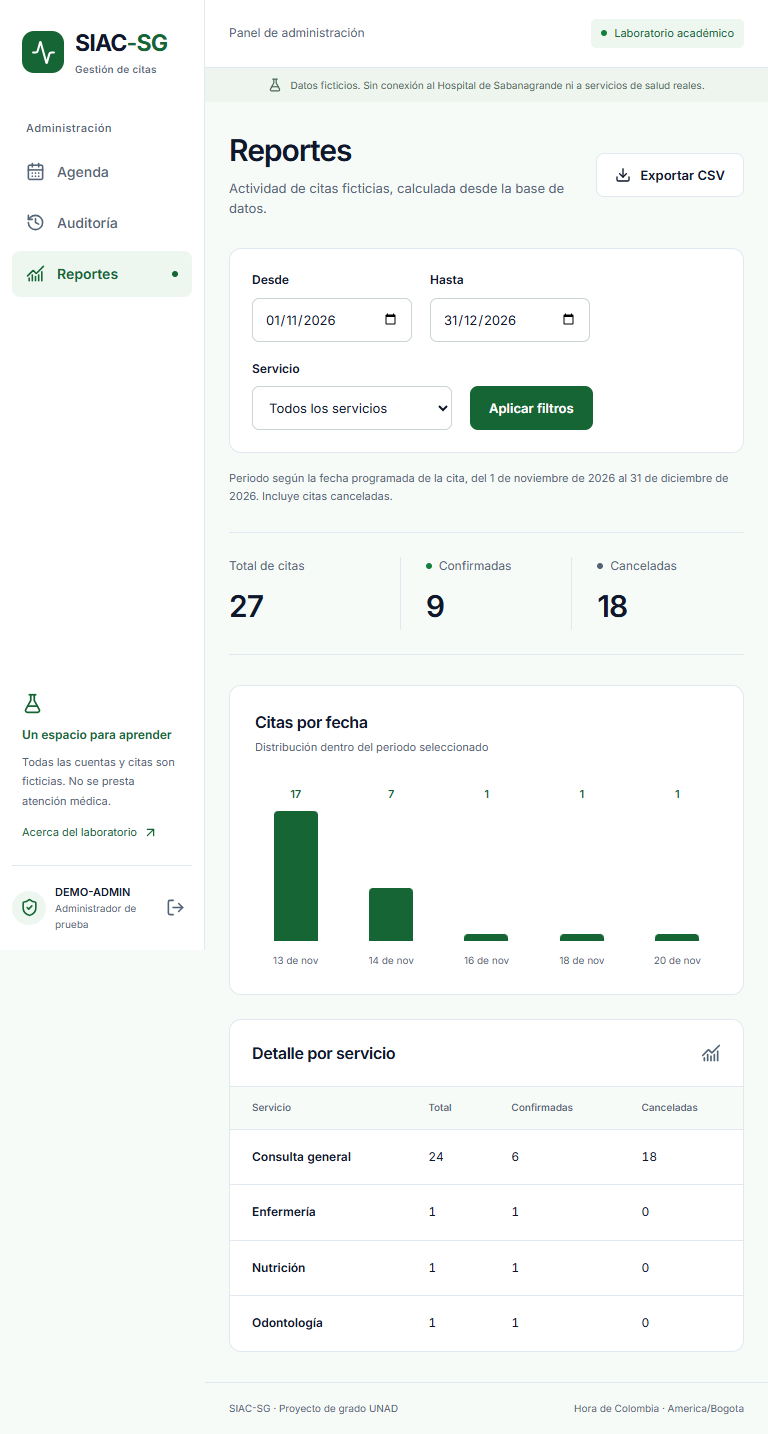 SIAC-SG
Gestión de citas
Administración
Agenda
Auditoría
Reportes
Un espacio para aprender
Todas las cuentas y citas son
ficticias. No se presta
atención médica.
Acerca del laboratorio
DEMO-ADMIN
Administrador de
prueba
Panel de administración
Laboratorio académico
Datos ficticios. Sin conexión al Hospital de Sabanagrande ni a servicios de salud reales.
Reportes
Actividad de citas ficticias, calculada desde la base de
datos.
Exportar CSV
Desde
Hasta
01/11/2026
31/12/2026
Servicio
Todos los servicios
Aplicar filtros
Periodo según la fecha programada de la cita, del 1 de noviembre de 2026 al 31 de diciembre de
2026. Incluye citas canceladas.
Total de citas
Confirmadas
Canceladas
27
9
18
Citas por fecha
Distribución dentro del periodo seleccionado
17 7 1 1 1
13 de nov 14 de nov 16 de nov 18 de nov 20 de nov
Detalle por servicio
Servicio Total Confirmadas Canceladas
Consulta general 24 6 18
Enfermería 1 1 0
Nutrición 1 1 0
Odontología 1 1 0
SIAC-SG · Proyecto de grado UNAD
Hora de Colombia · America/Bogota